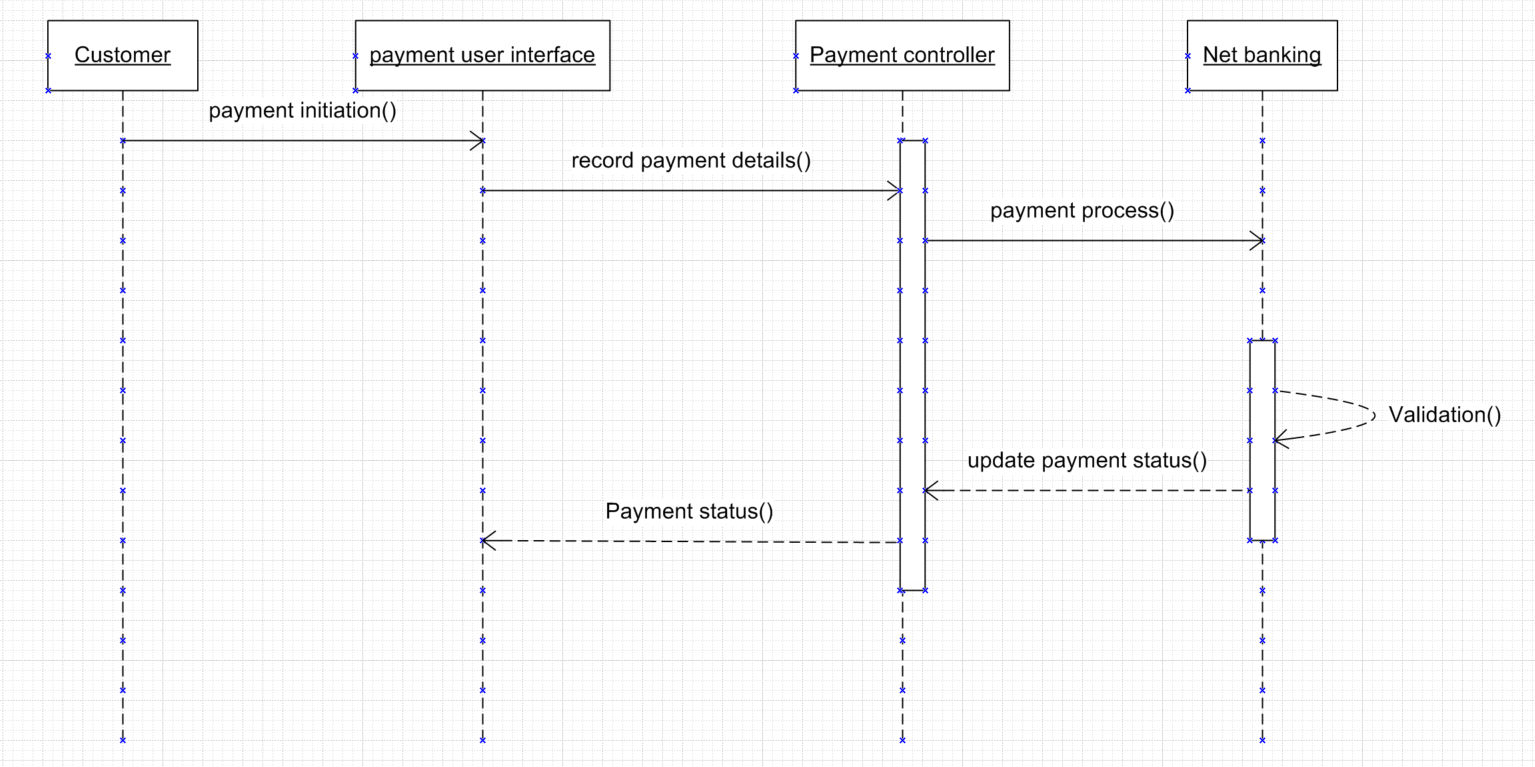 Customer
payment user interface
Payment controller
Net banking
payment initiation()
record payment details()
payment process()
Validation()
update payment status()
Payment status()